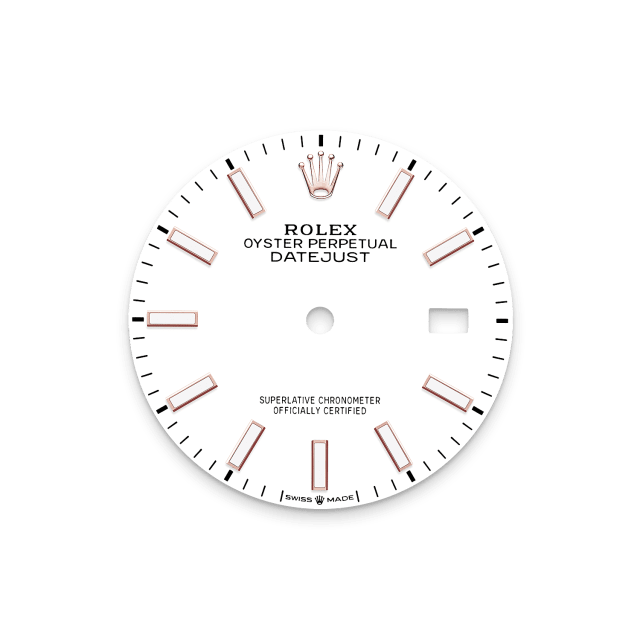 ROLEX
OYSTER PERPETUAL
DATEJUST
SUPERLATIVE CHRONOMETER
OFFICIALLY CERTIFIED
SWISS MADE